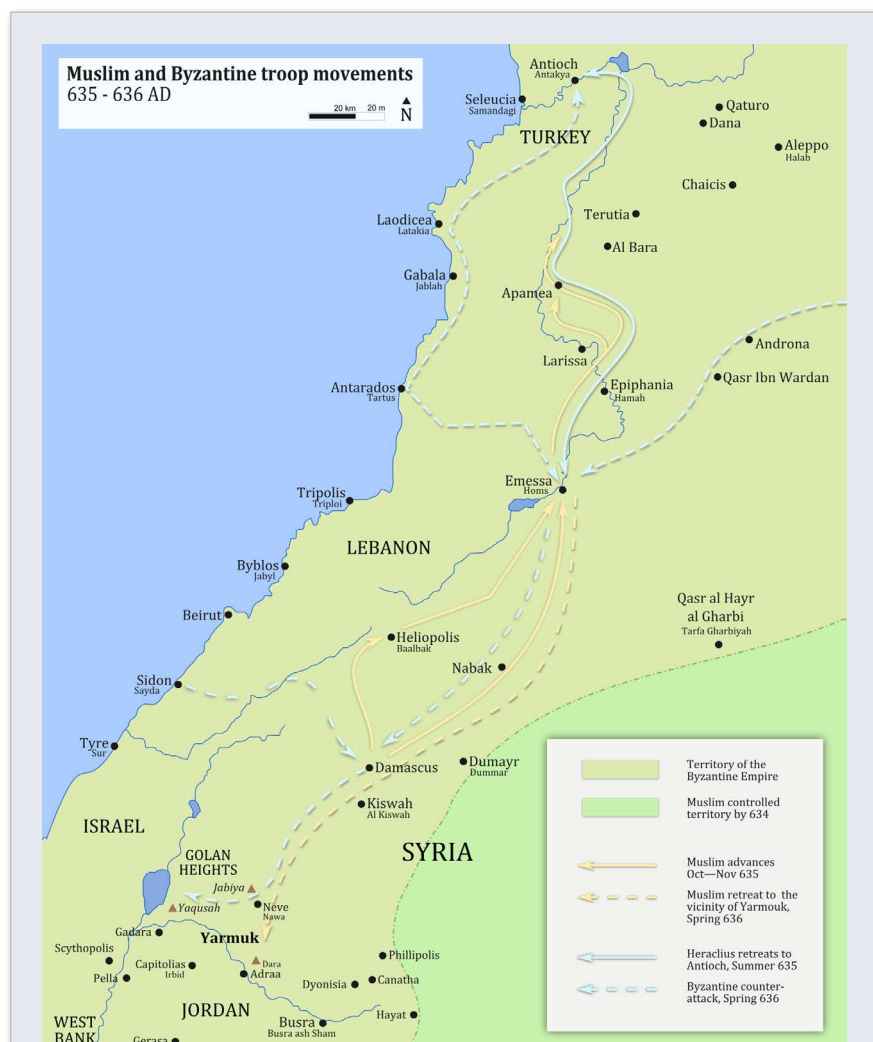 Muslim and Byzantine troop movements
635 - 636 AD
20 km 20 m
N
Antioch
Antakya
Seleucia
Samandagi
TURKEY
Qaturo
Dana
Aleppo
Halab
Chaicis
Terutia
Al Bara
Laodicea
Latakia
Gabala
Jablah
Apamea
Larissa
Androna
Qasr Ibn Wardan
Epiphania
Hamah
Antarados
Tartus
Emessa
Homs
Tripolis
Triploi
LEBANON
Byblos
Jabyl
Beirut
Qasr al Hayr
al Gharbi
Tarfa Gharbiyah
Heliopolis
Baalbak
Nabak
Sidon
Sayda
Tyre
Sur
Damascus
Dumayr
Dummar
Kiswah
Al Kiswah
ISRAEL
SYRIA
GOLAN
HEIGHTS
Jabiya
Yaqusah
Neve
Nawa
Gadara
Yarmuk
Scythopolis
Pella
Capitolias
Irbid
Dara
Adraa
Phillipolis
Dyonisia
Canatha
JORDAN
Hayat
Busra
Busra ash Sham
WEST
BANK
Gerasa
Territory of the
Byzantine Empire
Muslim controlled
territory by 634
Muslim advances
Oct—Nov 635
Muslim retreat to the
vicinity of Yarmouk,
Spring 636
Heraclius retreats to
Antioch, Summer 635
Byzantine counter-
attack, Spring 636